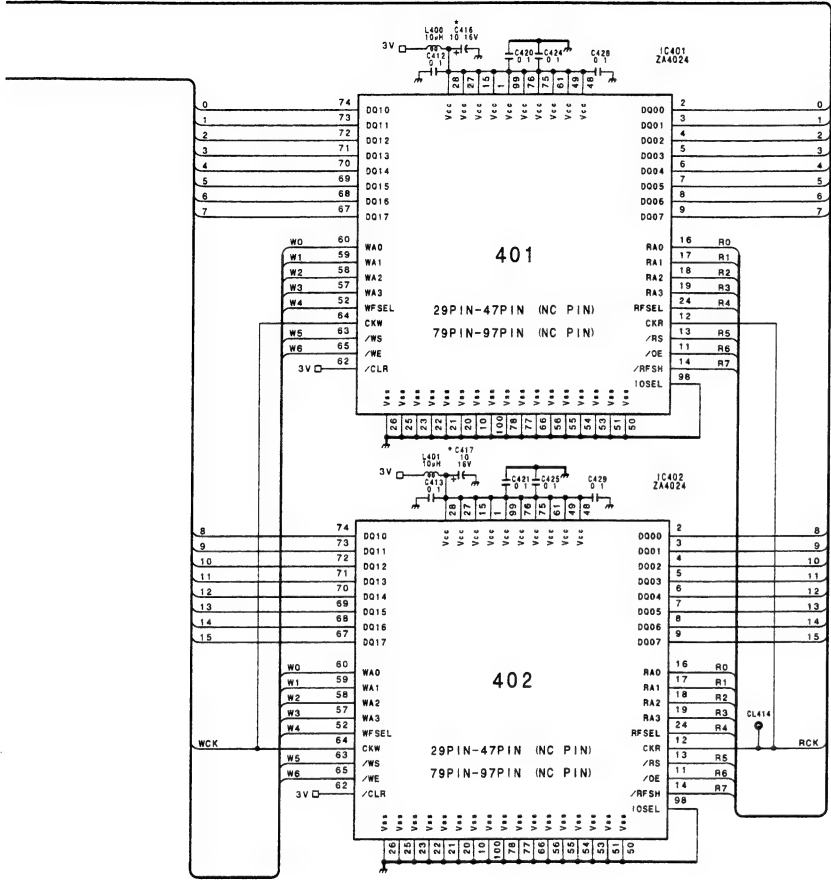 L400
10µH
* C416
10 16V
3V
C412
0 1
C420
0 1
C424
0 1
C428
0 1
IC401
ZA4024
28 27 15 1 99 76 75 61 49 48
Vcc Vcc Vcc Vcc Vcc Vcc Vcc Vcc Vcc Vcc
0 74 DQ10 DQ00 2 0
1 73 DQ11 DQ01 3 1
2 72 DQ12 DQ02 4 2
3 71 DQ13 DQ03 5 3
4 70 DQ14 DQ04 6 4
5 69 DQ15 DQ05 7 5
6 68 DQ16 DQ06 8 6
7 67 DQ17 DQ07 9 7
W0 60 WA0 RA0 16 R0
W1 59 WA1 RA1 17 R1
W2 58 WA2 RA2 18 R2
W3 57 WA3 RA3 19 R3
W4 52 WFSEL RFSEL 24 R4
64 CKW CKR 12
W5 63 /WS /RS 13 R5
W6 65 /WE /OE 11 R6
3V 62 /CLR /RFSH 14 R7
IOSEL 98
401
29PIN-47PIN (NC PIN)
79PIN-97PIN (NC PIN)
Vss Vss Vss Vss Vss Vss Vss Vss Vss Vss Vss Vss Vss Vss Vss Vss
26 25 23 22 21 20 10 100 78 77 66 56 55 54 53 51 50
L401
10µH
* C417
10
16V
3V
C413
0 1
C421
0 1
C425
0 1
C429
0 1
IC402
ZA4024
28 27 15 1 99 76 75 61 49 48
Vcc Vcc Vcc Vcc Vcc Vcc Vcc Vcc Vcc Vcc
8 74 DQ10 DQ00 2 8
9 73 DQ11 DQ01 3 9
10 72 DQ12 DQ02 4 10
11 71 DQ13 DQ03 5 11
12 70 DQ14 DQ04 6 12
13 69 DQ15 DQ05 7 13
14 68 DQ16 DQ06 8 14
15 67 DQ17 DQ07 9 15
W0 60 WA0 RA0 16 R0
W1 59 WA1 RA1 17 R1
W2 58 WA2 RA2 18 R2
W3 57 WA3 RA3 19 R3
W4 52 WFSEL RFSEL 24 R4
CL414
WCK 64 CKW CKR 12 RCK
W5 63 /WS /RS 13 R5
W6 65 /WE /OE 11 R6
3V 62 /CLR /RFSH 14 R7
IOSEL 98
402
29PIN-47PIN (NC PIN)
79PIN-97PIN (NC PIN)
Vss Vss Vss Vss Vss Vss Vss Vss Vss Vss Vss Vss Vss Vss Vss Vss
26 25 23 22 21 20 10 100 78 77 66 56 55 54 53 51 50